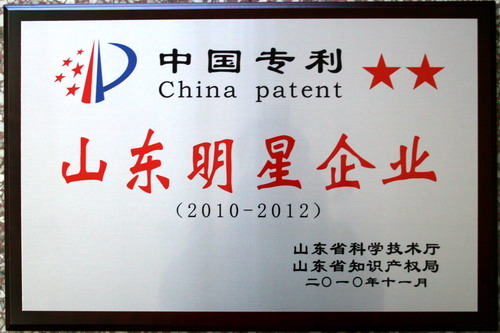 中国专利
China patent
山东明星企业
(2010-2012)
山东省科学技术厅
山东省知识产权局
二〇一〇年十一月